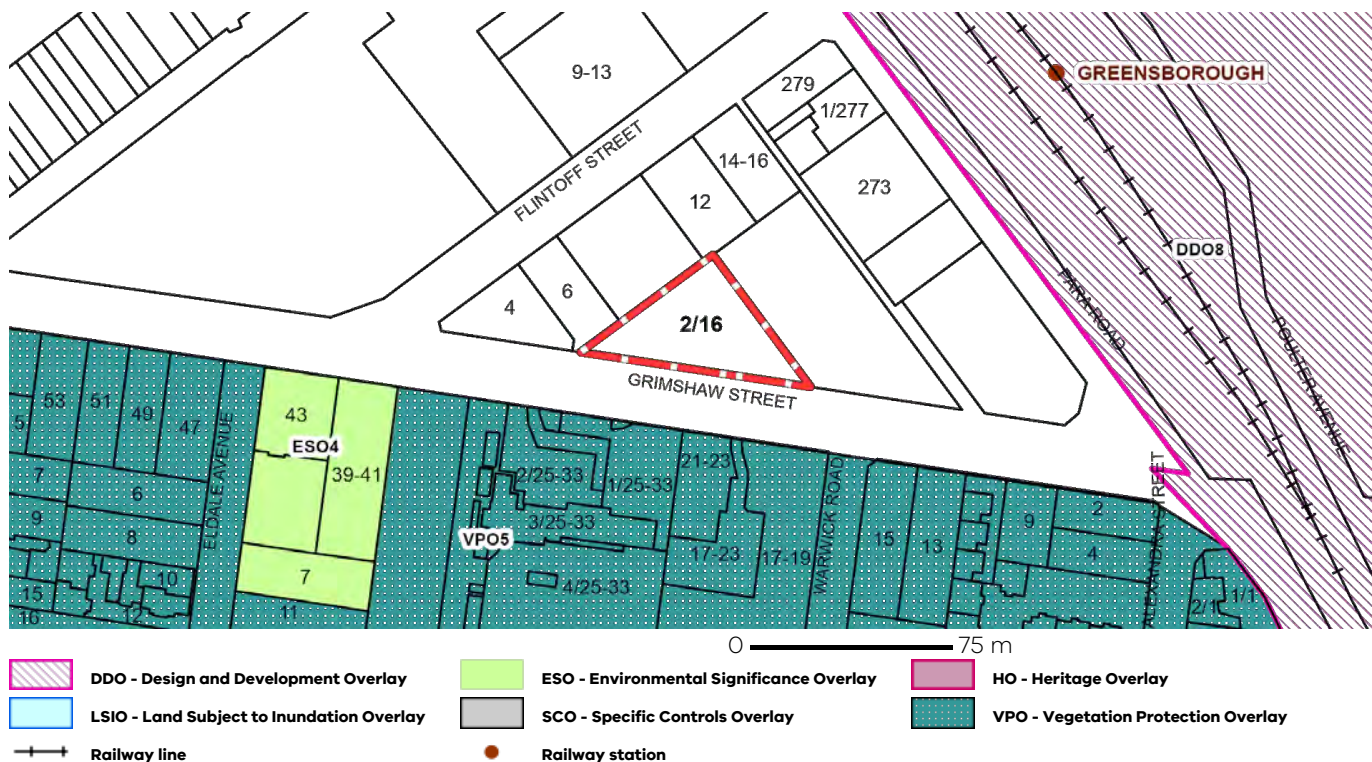 9-13
279
1/277
GREENSBOROUGH
14-16
273
FLINTOFF STREET
12
DDO8
6
4
2/16
PARA ROAD
POULTER AVENUE
GRIMSHAW STREET
53
51
49
47
43
5
ESO4
39-41
ELDALE AVENUE
7
6
2/25-33
1/25-33
21-23
9
8
3/25-33
VPO5
WARWICK ROAD
15
13
9
2
4
ALEXANDRA STREET
17-23
17-19
10
7
4/25-33
15
12
11
16
2/1
1/1
0 75 m
DDO - Design and Development Overlay
ESO - Environmental Significance Overlay
HO - Heritage Overlay
LSIO - Land Subject to Inundation Overlay
SCO - Specific Controls Overlay
VPO - Vegetation Protection Overlay
Railway line
Railway station